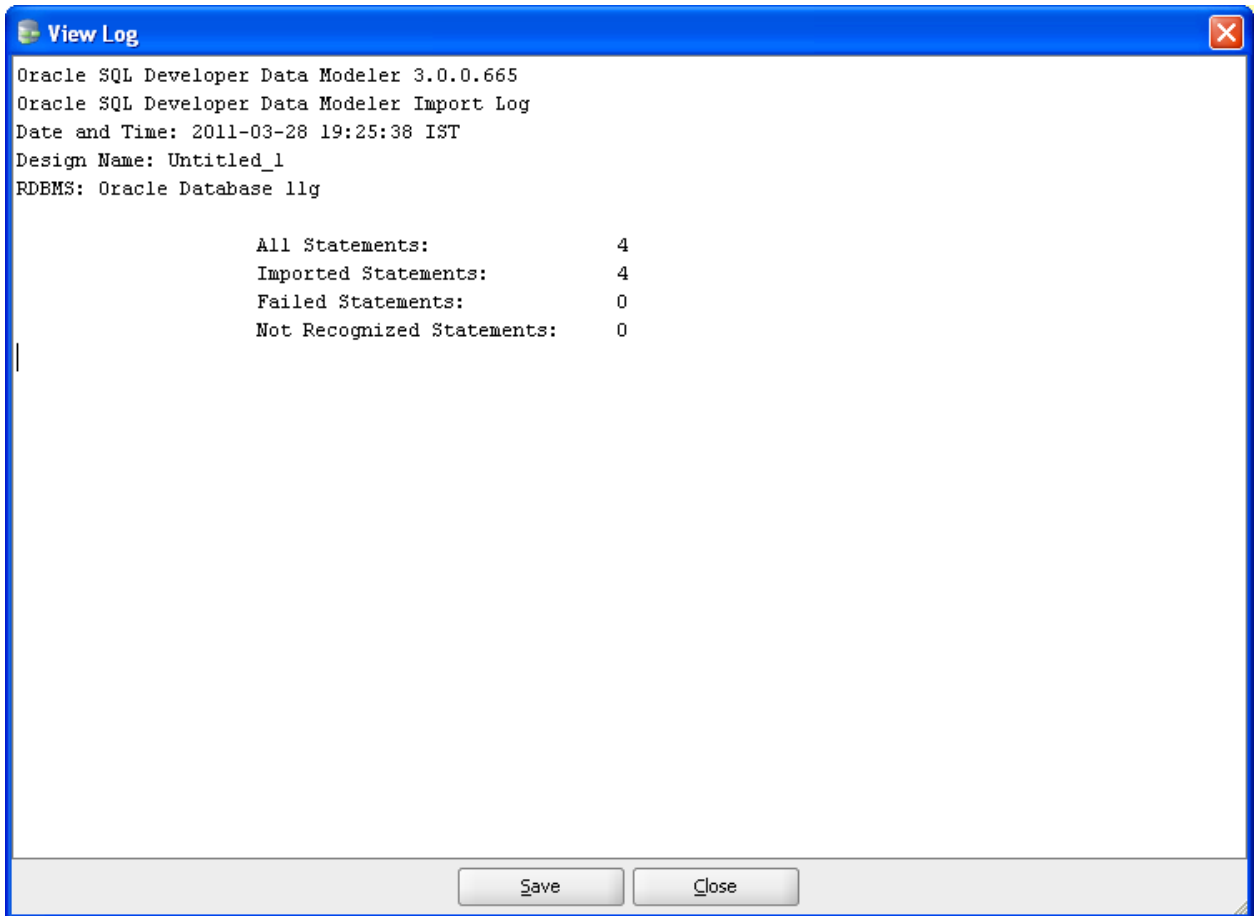 View Log
Oracle SQL Developer Data Modeler 3.0.0.665
Oracle SQL Developer Data Modeler Import Log
Date and Time: 2011-03-28 19:25:38 IST
Design Name: Untitled_1
RDBMS: Oracle Database 11g
All Statements: 4
Imported Statements: 4
Failed Statements: 0
Not Recognized Statements: 0
Save Close